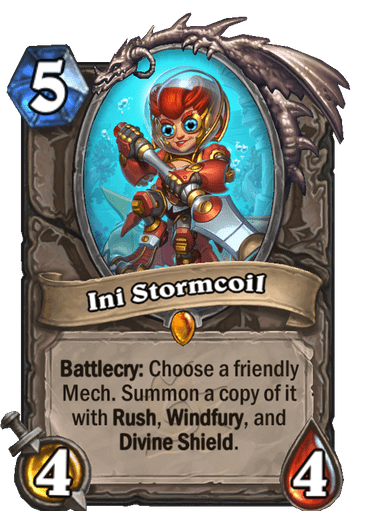 5
Ini Stormcoil
Battlecry: Choose a friendly
Mech. Summon a copy of it
with Rush, Windfury, and
Divine Shield.
4
4